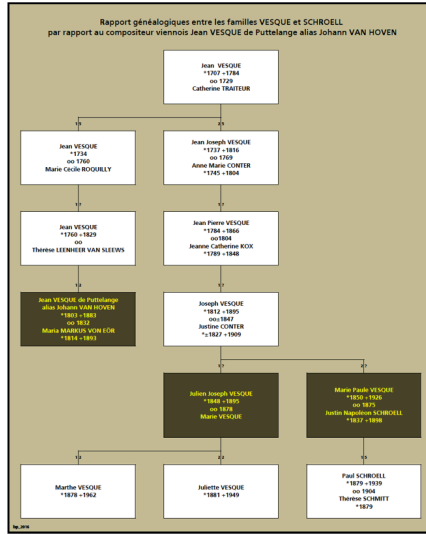 Rapport généalogiques entre les familles VESQUE et SCHROELL
par rapport au compositeur viennois Jean VESQUE de Puttelange alias Johann VAN HOVEN
Jean VESQUE
*1707 +1784
oo 1729
Catherine TRAITEUR
Jean VESQUE
*1734
oo 1760
Marie Cécile ROQUILLY
Jean Joseph VESQUE
*1737 +1816
oo 1769
Anne Marie CONTER
*1745 +1804
Jean VESQUE
*1760 +1829
oo
Thérèse LEENHEER VAN SLEEWS
Jean Pierre VESQUE
*1784 +1866
oo1804
Jeanne Catherine KOX
*1789 +1848
Jean VESQUE de Puttelange
alias Johann VAN HOVEN
*1803 +1883
oo 1832
Maria MARKUS VON EÖR
*1814 +1893
Joseph VESQUE
*1812 +1895
oo±1847
Justine CONTER
*±1827 +1909
Julien Joseph VESQUE
*1848 +1895
oo 1878
Marie VESQUE
Marie Paule VESQUE
*1850 +1926
oo 1875
Justin Napoléon SCHROELL
*1837 +1898
Marthe VESQUE
*1878 +1962
Juliette VESQUE
*1881 +1949
Paul SCHROELL
*1879 +1939
oo 1904
Thérèse SCHMITT
*1879